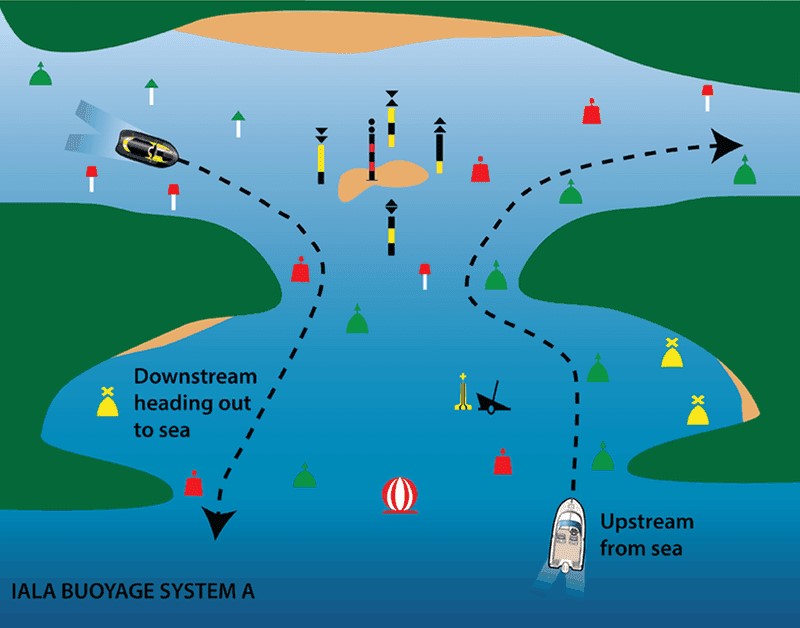 Downstream
heading out
to sea
Upstream
from sea
IALA BUOYAGE SYSTEM A